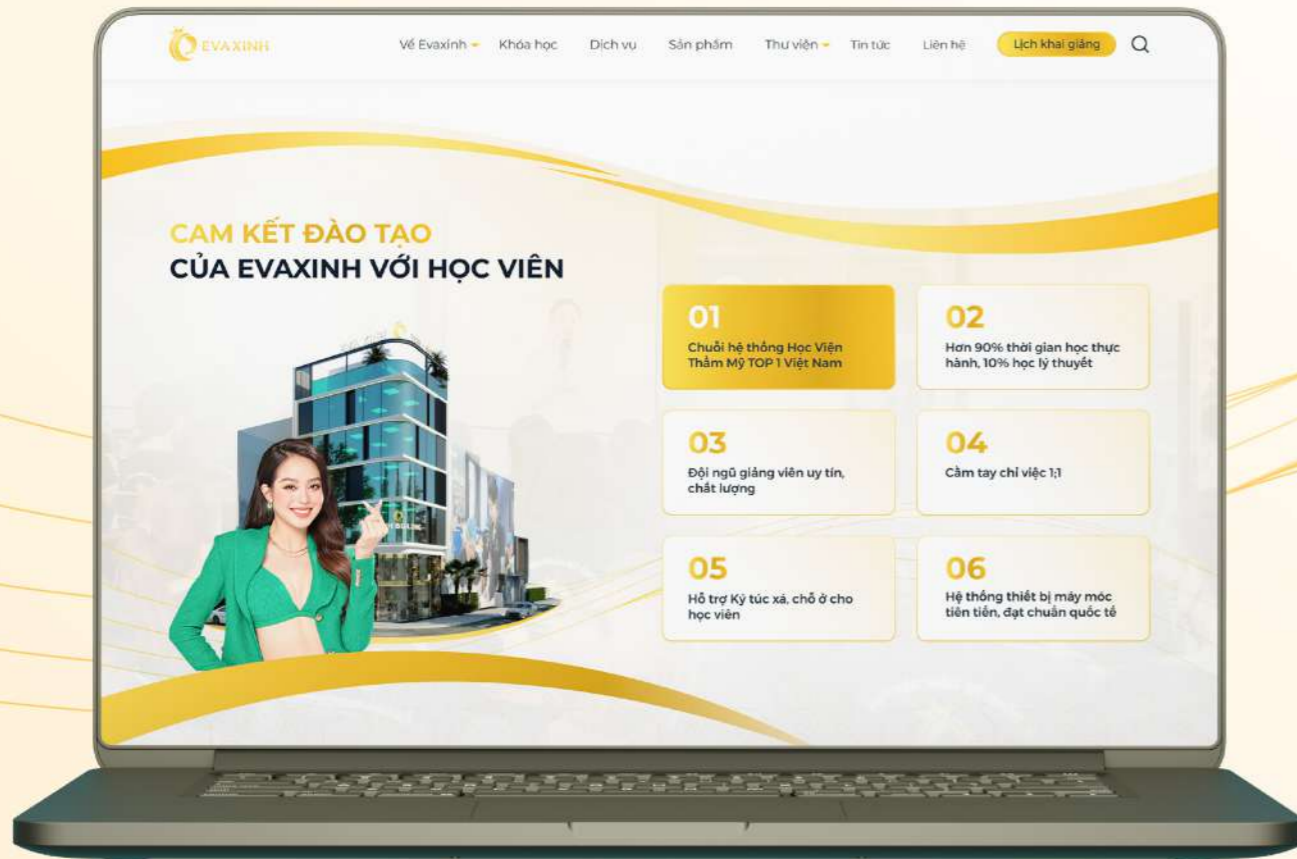 EVAXINH
Về Evaxinh
Khóa học
Dịch vụ
Sản phẩm
Thư viện
Tin tức
Liên hệ
Lịch khai giảng
CAM KẾT ĐÀO TẠO
CỦA EVAXINH VỚI HỌC VIÊN
01
Chuỗi hệ thống Học Viện
Thẩm Mỹ TOP 1 Việt Nam
02
Hơn 90% thời gian học thực
hành, 10% học lý thuyết
03
Đội ngũ giảng viên uy tín,
chất lượng
04
Cầm tay chỉ việc 1;1
05
Hỗ trợ Ký túc xá, chỗ ở cho
học viên
06
Hệ thống thiết bị máy móc
tiên tiến, đạt chuẩn quốc tế